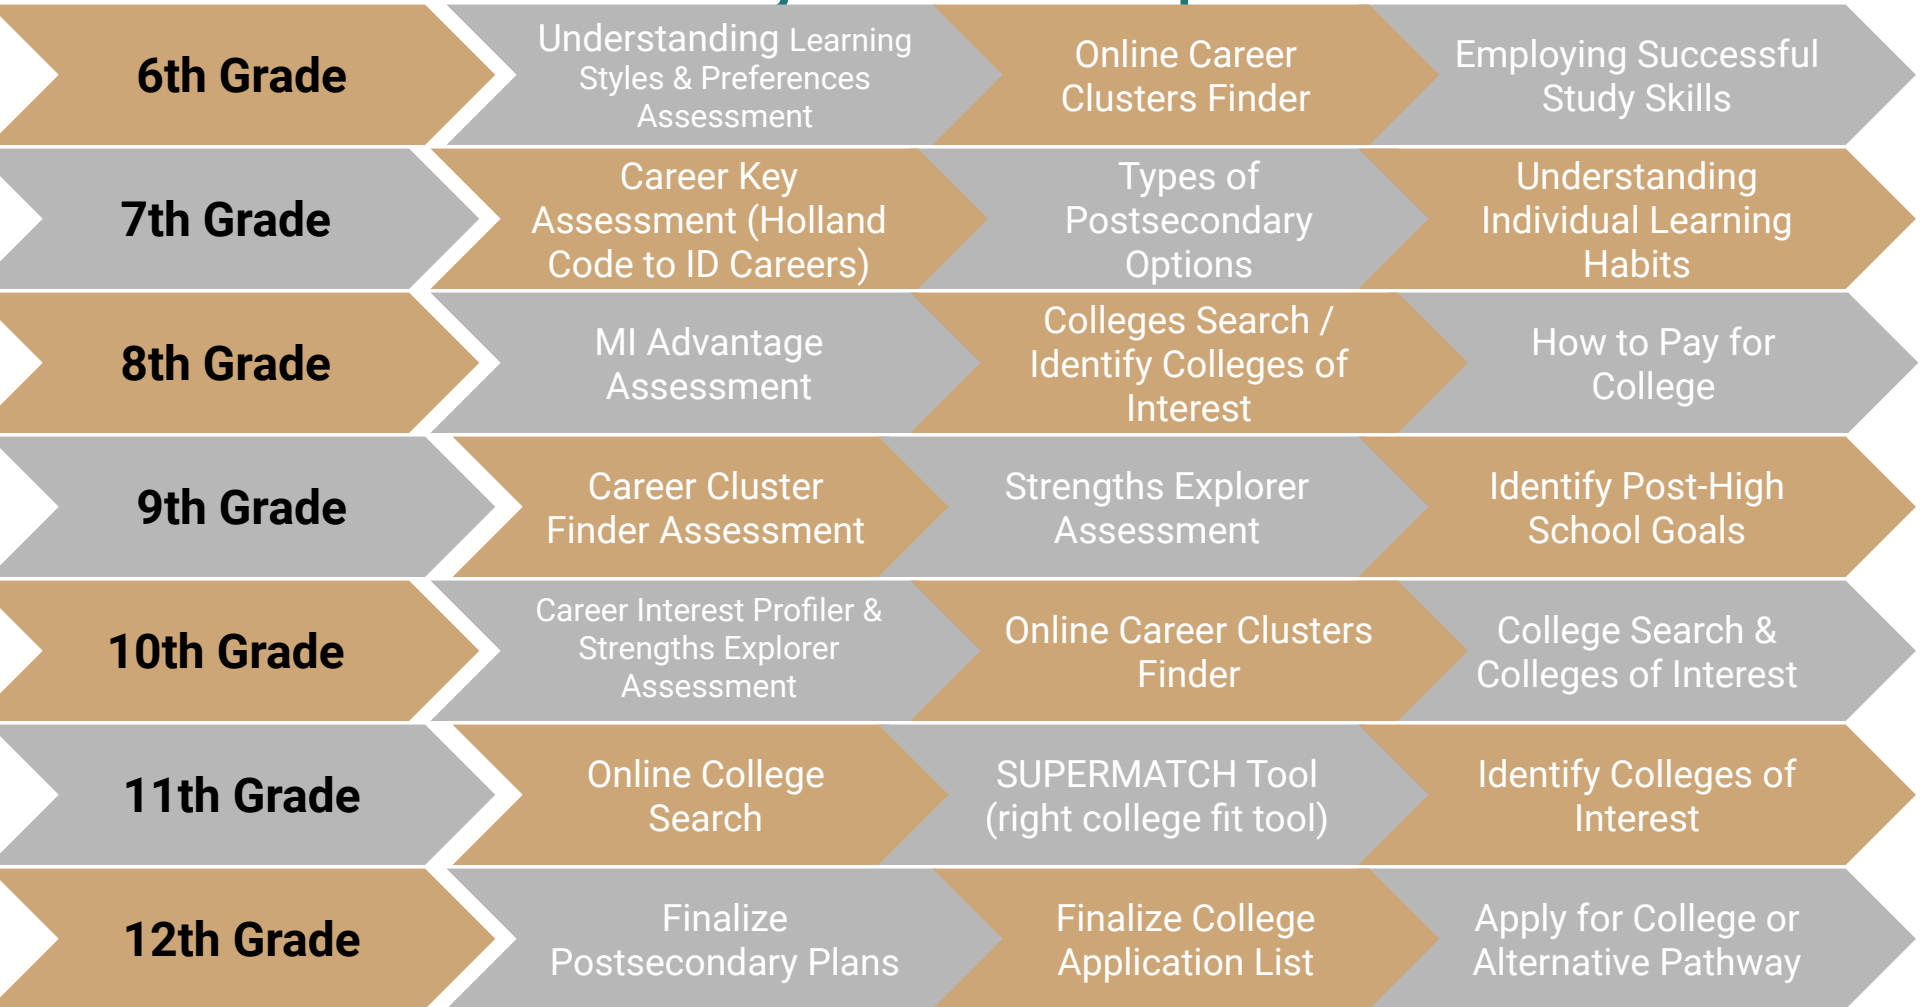 6th Grade
Understanding Learning
Styles & Preferences
Assessment
Online Career
Clusters Finder
Employing Successful
Study Skills
7th Grade
Career Key
Assessment (Holland
Code to ID Careers)
Types of
Postsecondary
Options
Understanding
Individual Learning
Habits
8th Grade
MI Advantage
Assessment
Colleges Search /
Identify Colleges of
Interest
How to Pay for
College
9th Grade
Career Cluster
Finder Assessment
Strengths Explorer
Assessment
Identify Post-High
School Goals
10th Grade
Career Interest Profiler &
Strengths Explorer
Assessment
Online Career Clusters
Finder
College Search &
Colleges of Interest
11th Grade
Online College
Search
SUPERMATCH Tool
(right college fit tool)
Identify Colleges of
Interest
12th Grade
Finalize
Postsecondary Plans
Finalize College
Application List
Apply for College or
Alternative Pathway